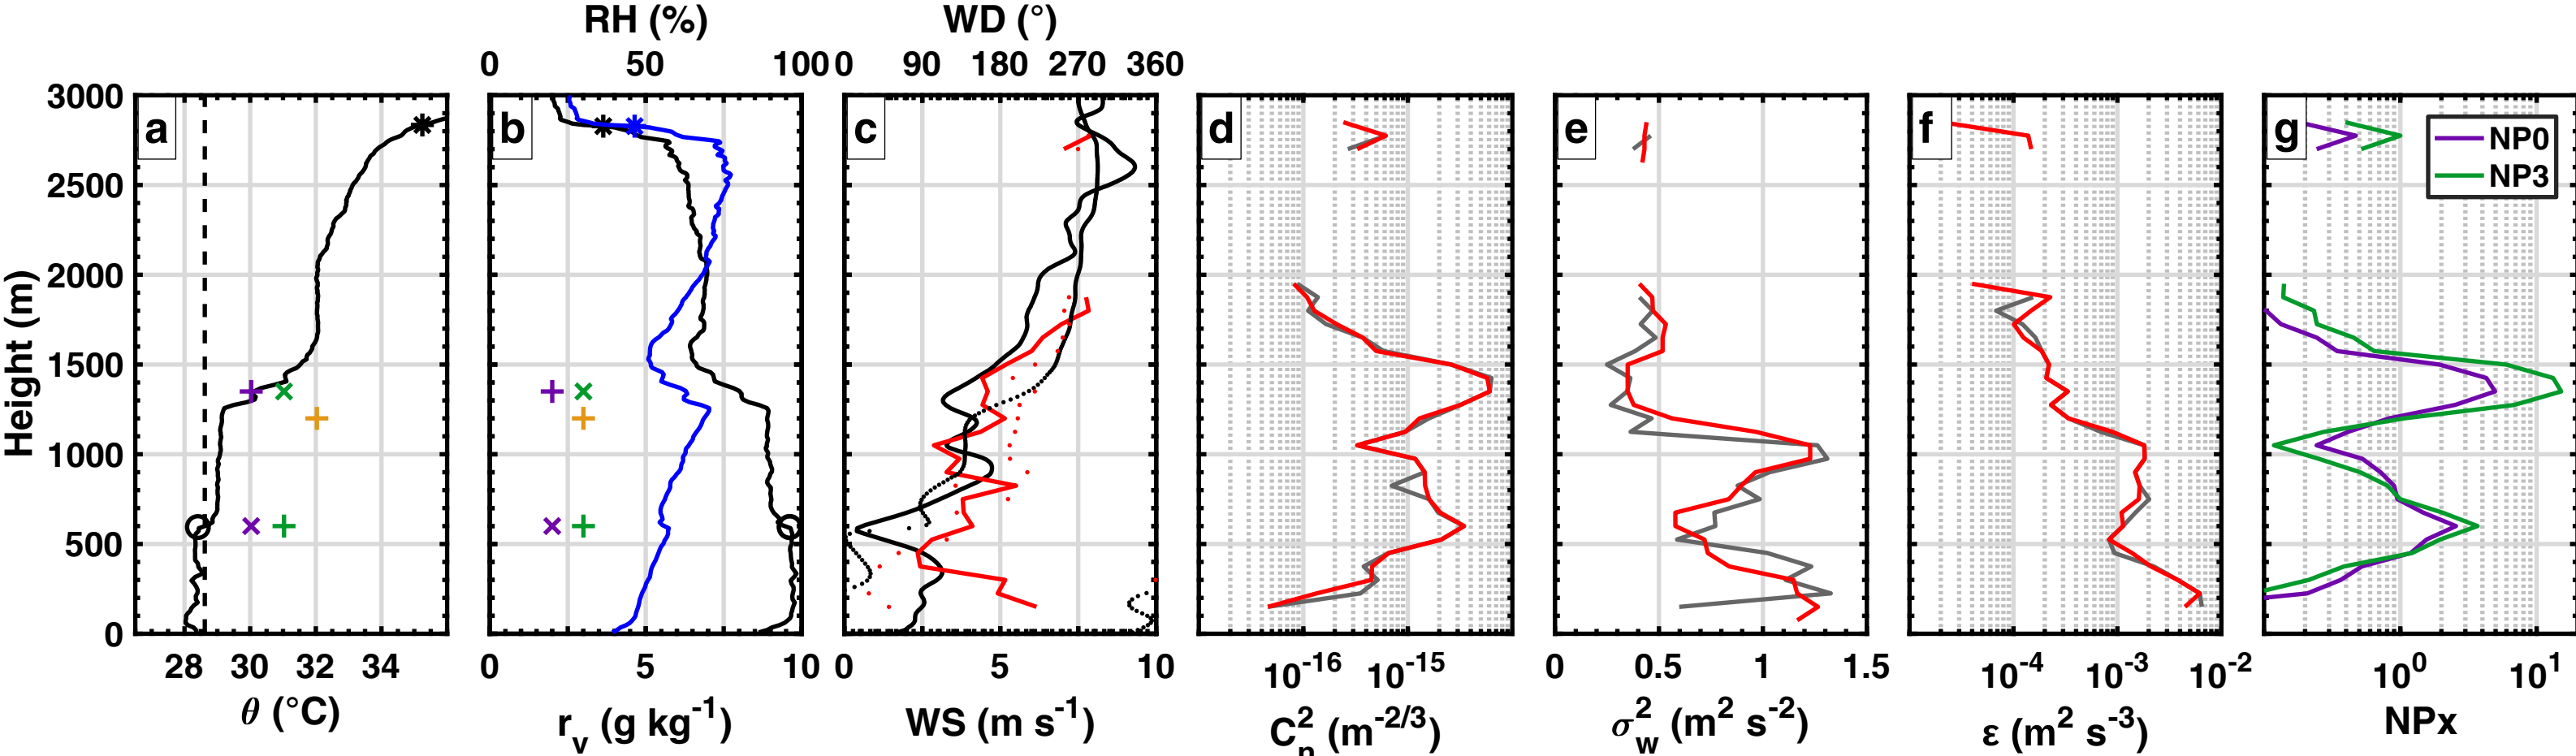 RH (%)
WD (°)
0 50 100 0 90 180 270 360
3000
2500
2000
1500
1000
500
0
Height (m)
a
b
c
d
e
f
g
NP0
NP3
28 30 32 34
0 5 10
0 5 10
10^-16 10^-15
0 0.5 1 1.5
10^-4 10^-3 10^-2
10^0 10^1
θ (°C)
r_v (g kg^-1)
WS (m s^-1)
C_n^2 (m^-2/3)
σ_w^2 (m^2 s^-2)
ε (m^2 s^-3)
NPx